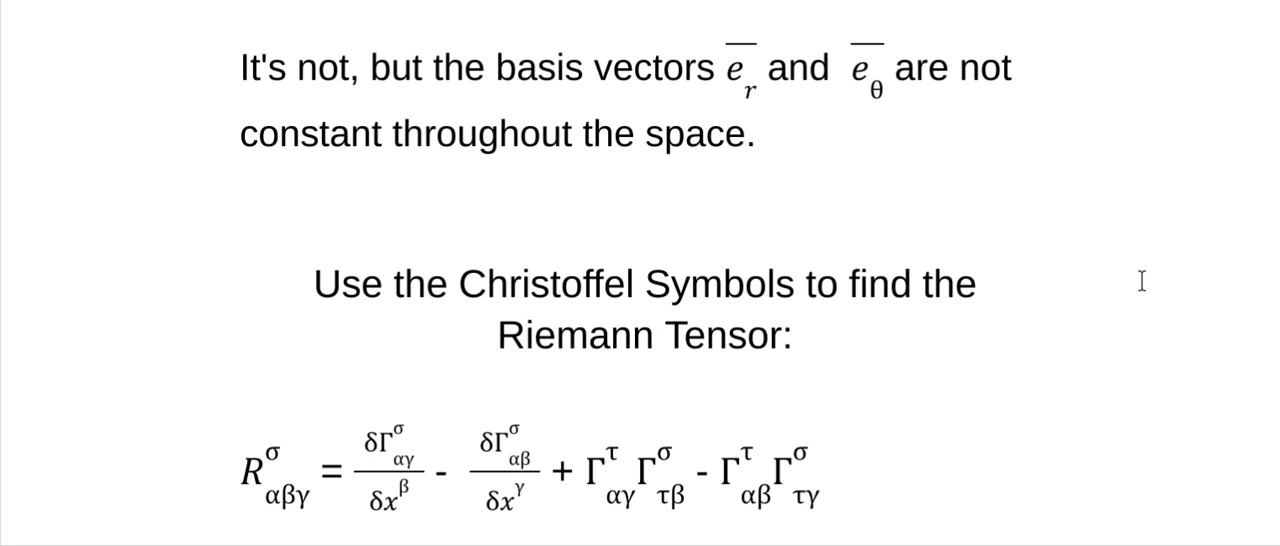 It's not, but the basis vectors e̅_r and e̅_θ are not
constant throughout the space.
Use the Christoffel Symbols to find the
Riemann Tensor:
R^σ_αβγ = δΓ^σ_αγ/δx^β - δΓ^σ_αβ/δx^γ + Γ^τ_αγ Γ^σ_τβ - Γ^τ_αβ Γ^σ_τγ